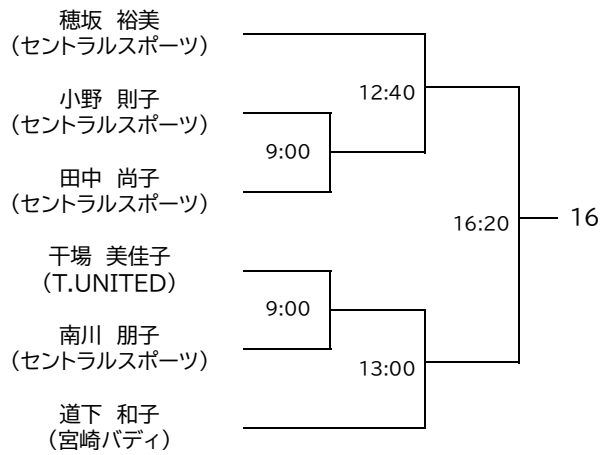 穂坂　裕美
（セントラルスポーツ）
12:40
小野　則子
（セントラルスポーツ）
9:00
田中　尚子
（セントラルスポーツ）
16:20
16
干場　美佳子
（T.UNITED）
9:00
南川　朋子
（セントラルスポーツ）
13:00
道下　和子
（宮崎バディ）